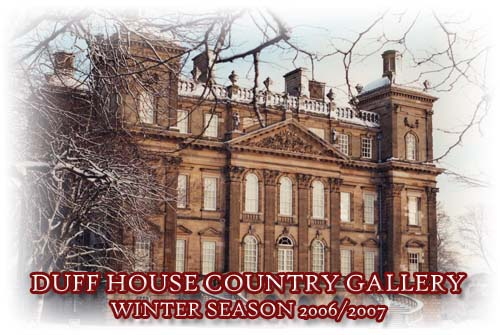 DUFF HOUSE COUNTRY GALLERY
WINTER SEASON 2006/2007